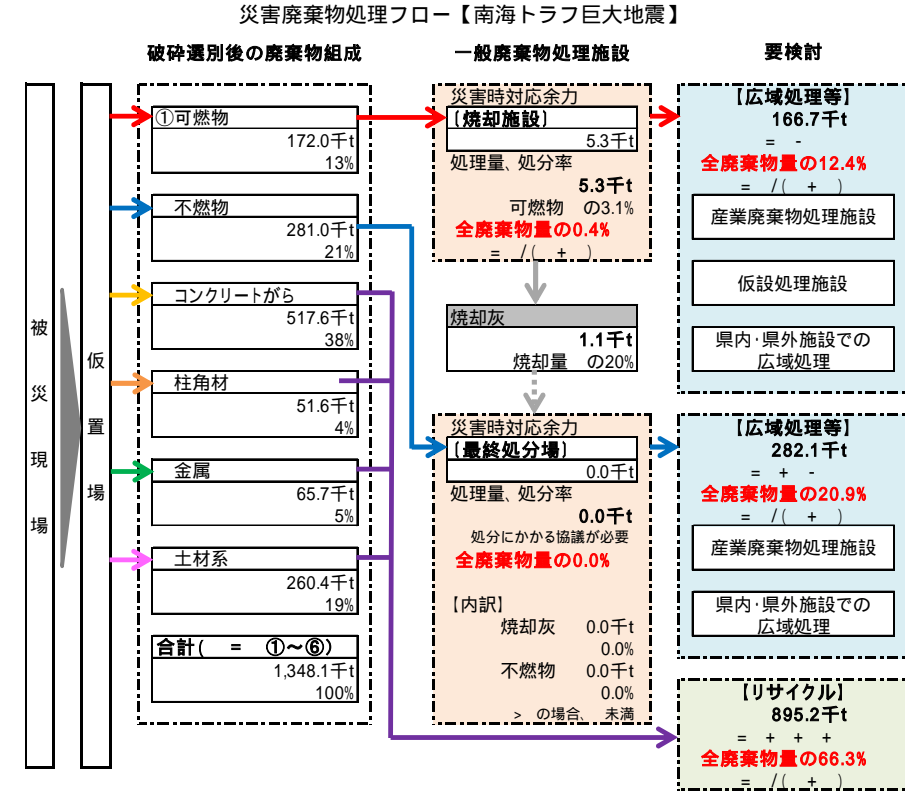 災害廃棄物処理フロー【南海トラフ巨大地震】
破砕選別後の廃棄物組成
一般廃棄物処理施設
要検討
被災現場
仮置場
①可燃物
172.0千t
13%
不燃物
281.0千t
21%
コンクリートがら
517.6千t
38%
柱角材
51.6千t
4%
金属
65.7千t
5%
土材系
260.4千t
19%
合計( = ①~⑥)
1,348.1千t
100%
災害時対応余力
〔焼却施設〕
5.3千t
処理量、処分率
5.3千t
可燃物 の3.1%
全廃棄物量の0.4%
= /( + )
焼却灰
1.1千t
焼却量 の20%
災害時対応余力
〔最終処分場〕
0.0千t
処理量、処分率
0.0千t
処分にかかる協議が必要
全廃棄物量の0.0%
【内訳】
焼却灰 0.0千t
0.0%
不燃物 0.0千t
0.0%
> の場合、 未満
【広域処理等】
166.7千t
= -
全廃棄物量の12.4%
= /( + )
産業廃棄物処理施設
仮設処理施設
県内・県外施設での
広域処理
【広域処理等】
282.1千t
= + -
全廃棄物量の20.9%
= /( + )
産業廃棄物処理施設
県内・県外施設での
広域処理
【リサイクル】
895.2千t
= + + +
全廃棄物量の66.3%
= /( + )